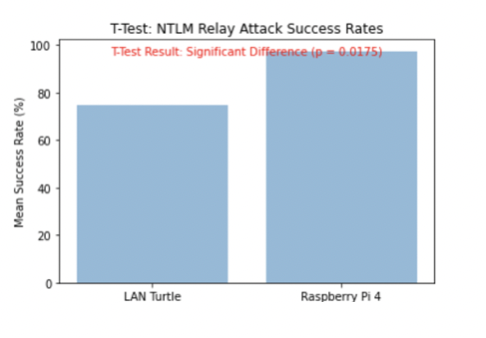 T-Test: NTLM Relay Attack Success Rates
T-Test Result: Significant Difference (p = 0.0175)
Mean Success Rate (%)
100
80
60
40
20
0
LAN Turtle
Raspberry Pi 4